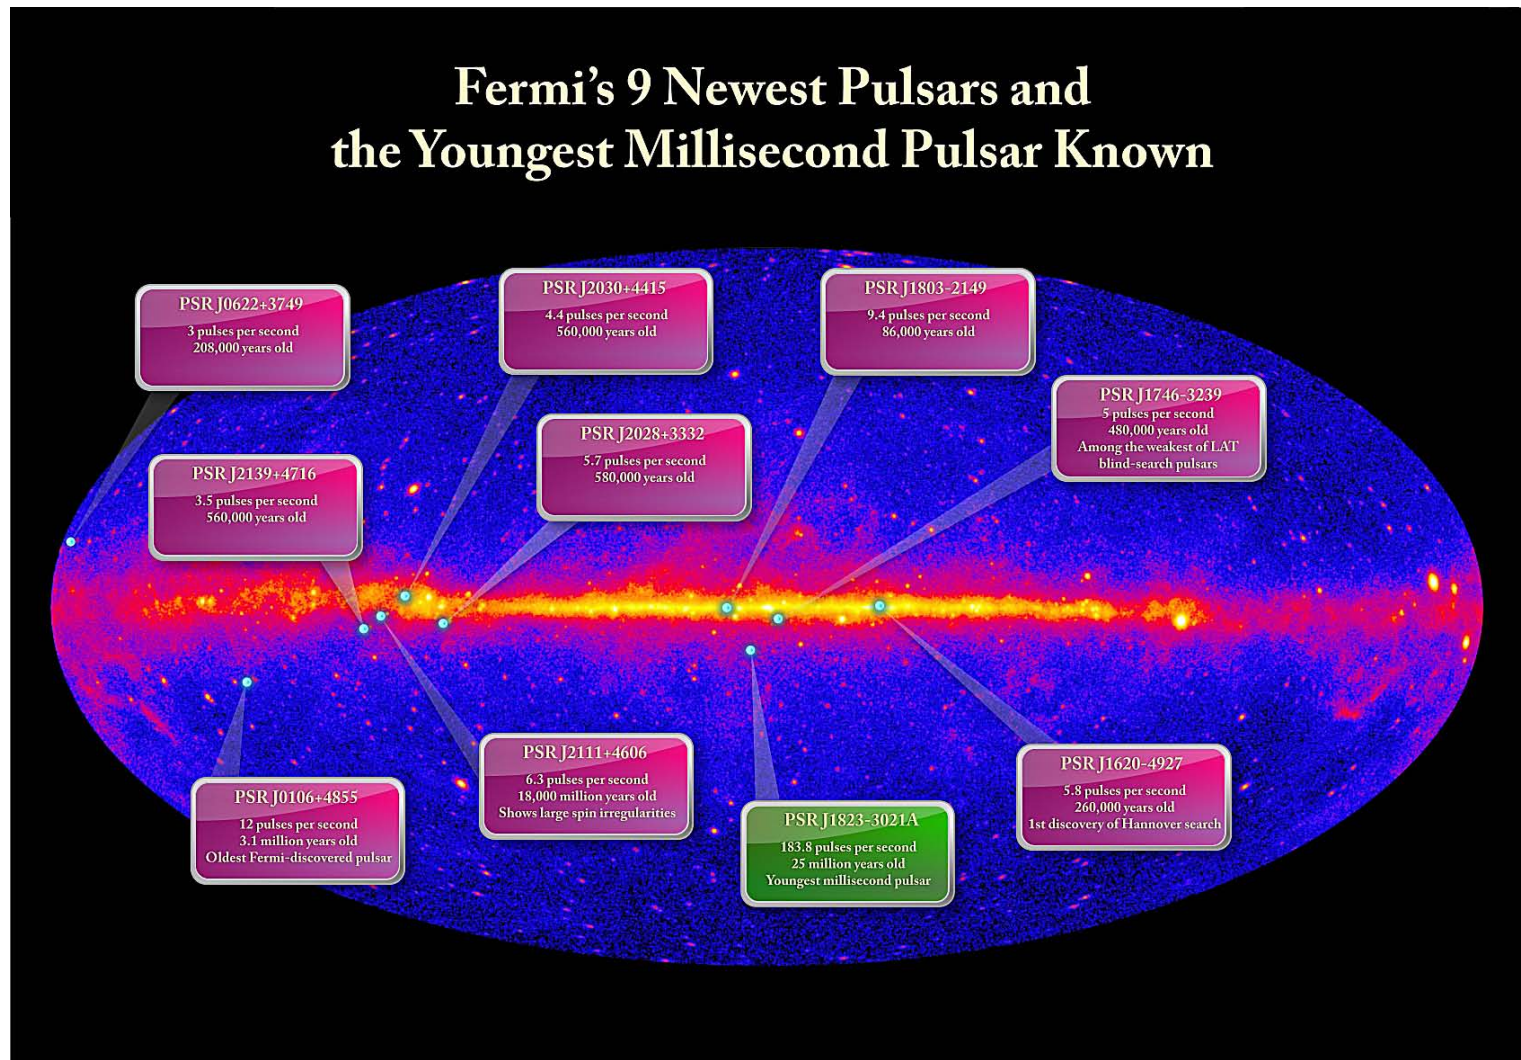 Fermi's 9 Newest Pulsars and
the Youngest Millisecond Pulsar Known
PSR J0622+3749
3 pulses per second
208,000 years old
PSR J2030+4415
4.4 pulses per second
560,000 years old
PSR J1803-2149
9.4 pulses per second
86,000 years old
PSR J1746-3239
5 pulses per second
480,000 years old
Among the weakest of LAT
blind-search pulsars
PSR J2139+4716
3.5 pulses per second
560,000 years old
PSR J2028+3332
5.7 pulses per second
580,000 years old
PSR J0106+4855
12 pulses per second
3.1 million years old
Oldest Fermi-discovered pulsar
PSR J2111+4606
6.3 pulses per second
18,000 million years old
Shows large spin irregularities
PSR J1823-3021A
183.8 pulses per second
25 million years old
Youngest millisecond pulsar
PSR J1620-4927
5.8 pulses per second
260,000 years old
1st discovery of Hannover search